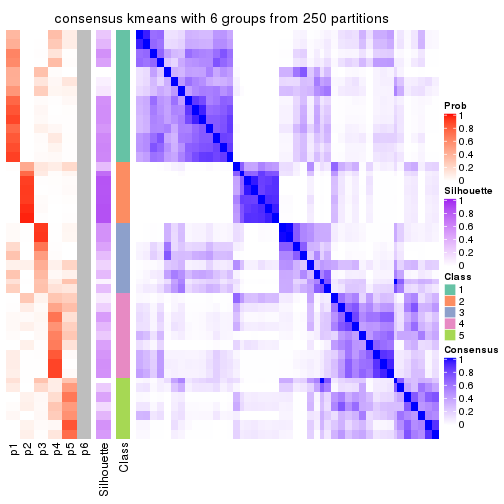 consensus kmeans with 6 groups from 250 partitions
Prob
1
0.8
0.6
0.4
0.2
0
Silhouette
1
0.8
0.6
0.4
0.2
0
Class
1
2
3
4
5
Consensus
1
0.8
0.6
0.4
0.2
0
p1
p2
p3
p4
p5
p6
Silhouette
Class